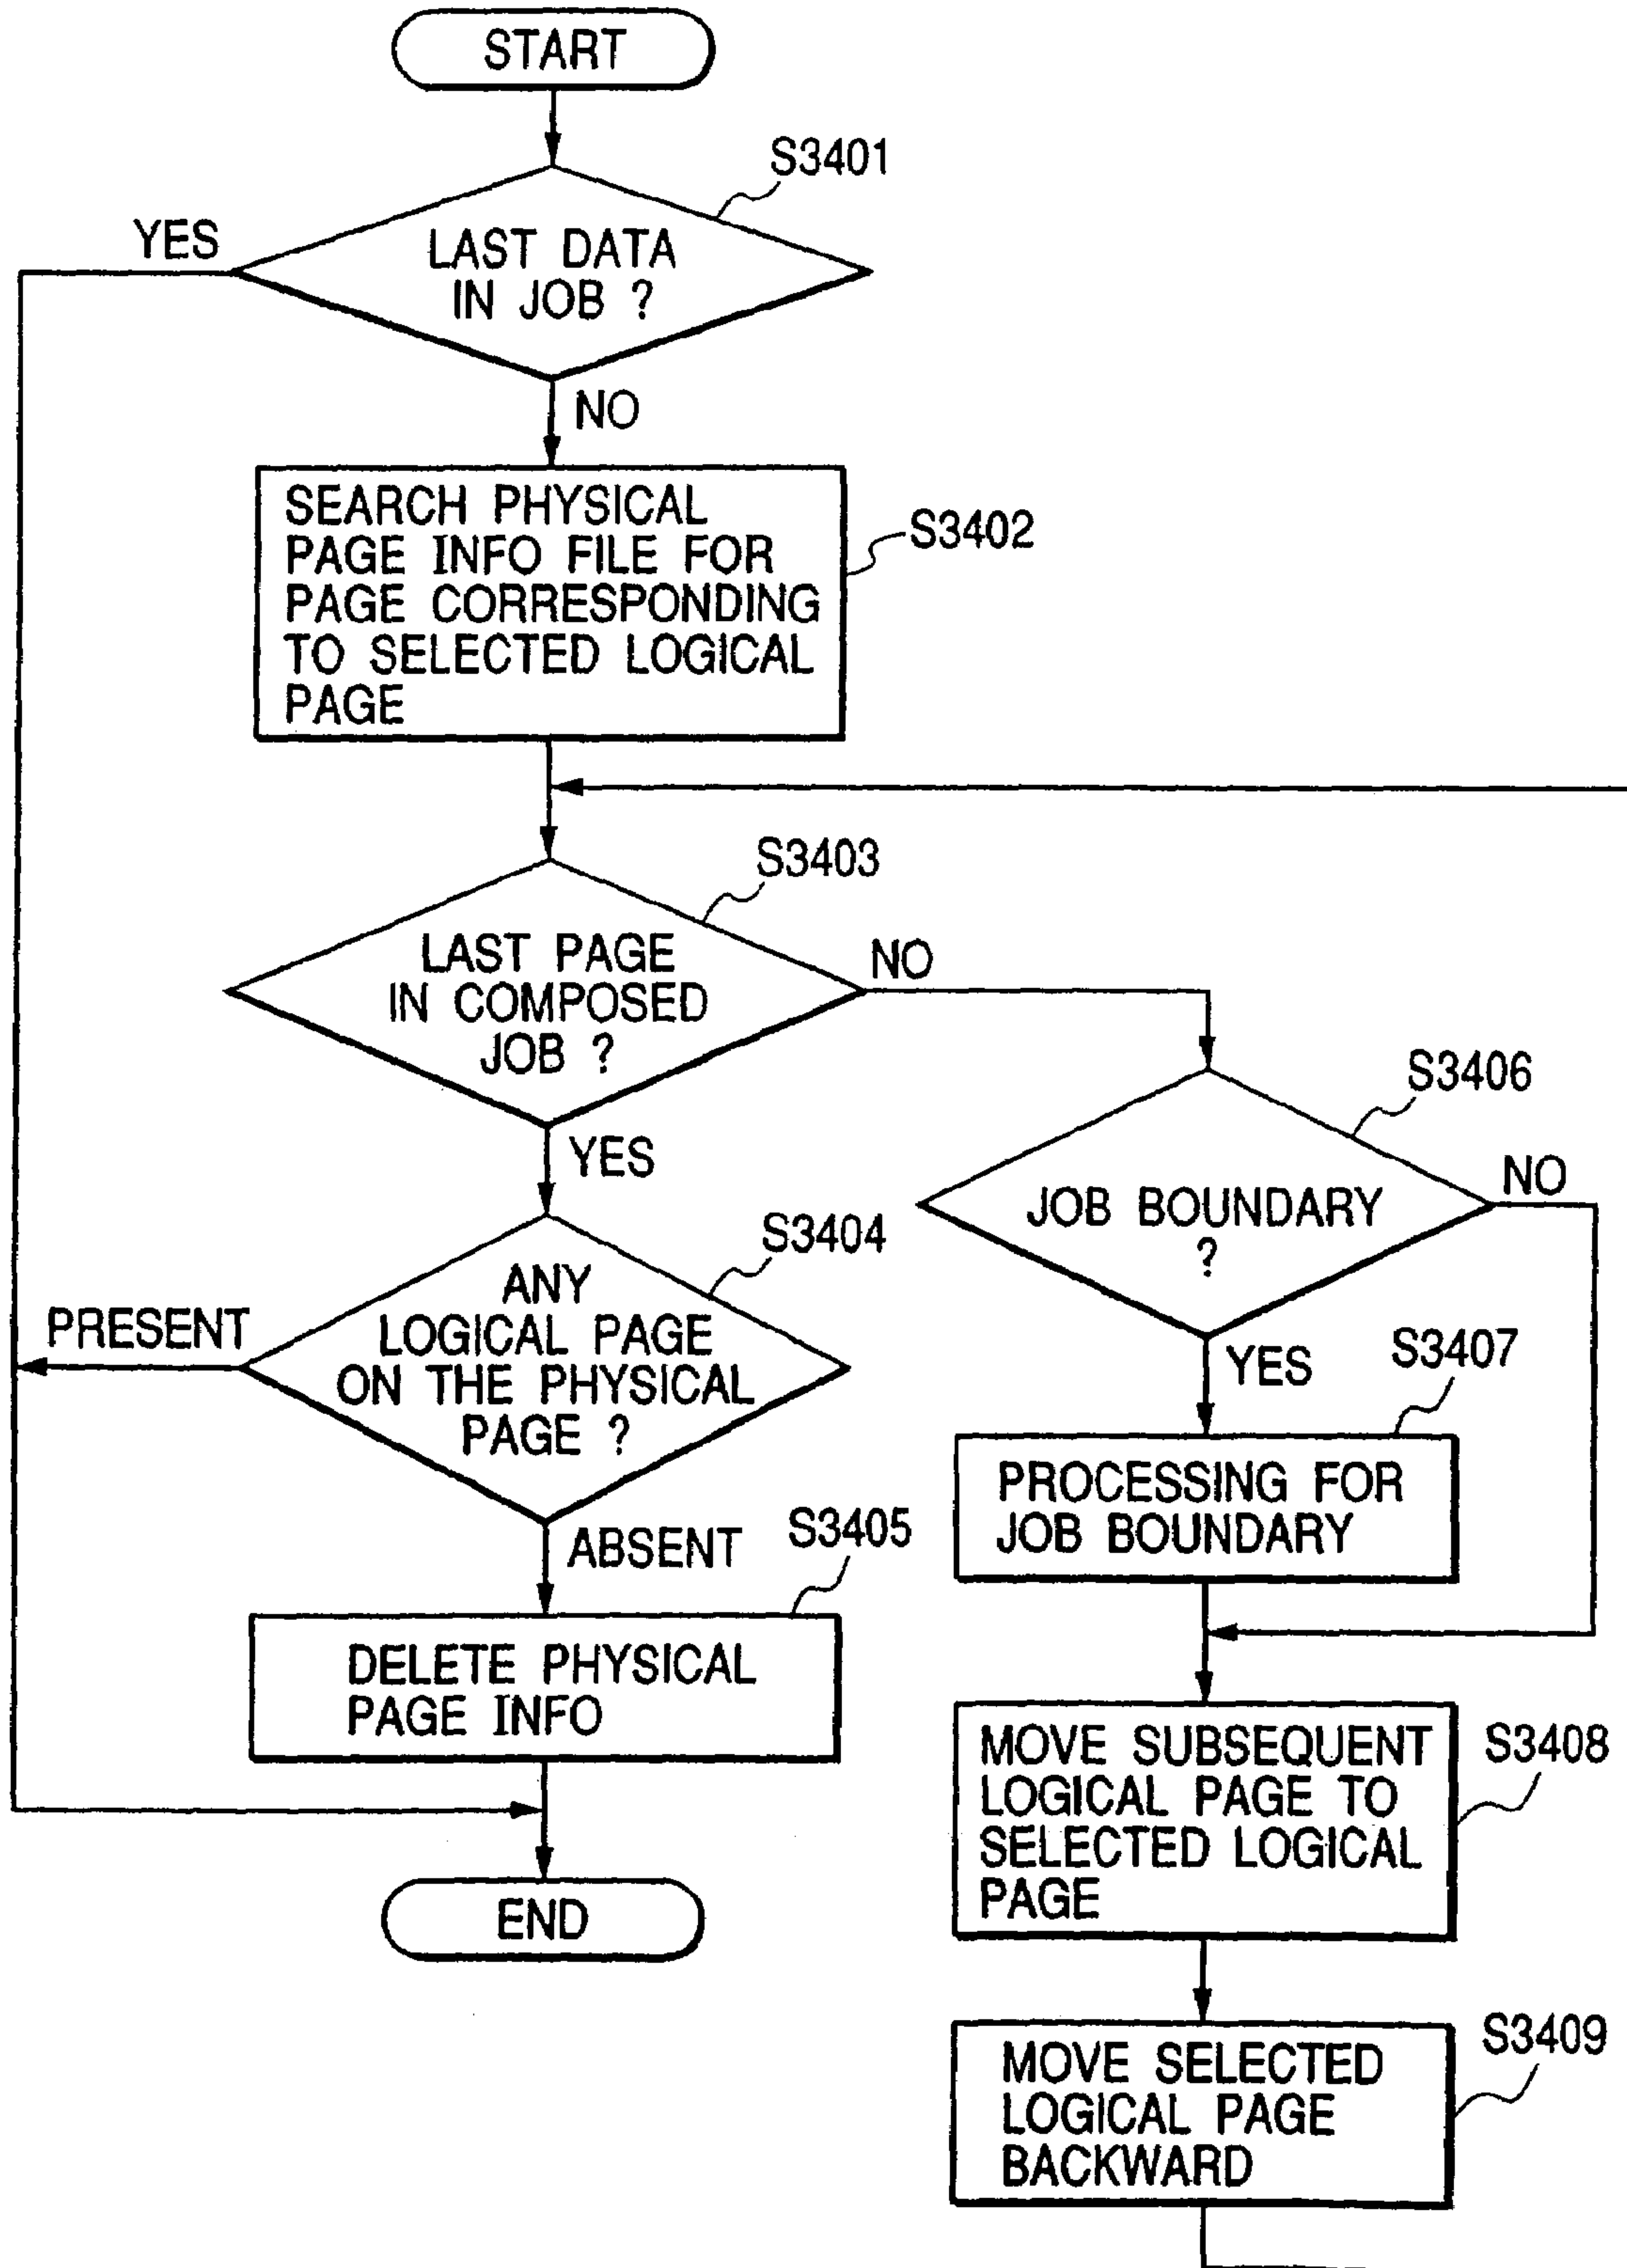 START
S3401
YES
LAST DATA
IN JOB ?
NO
SEARCH PHYSICAL
PAGE INFO FILE FOR
PAGE CORRESPONDING
TO SELECTED LOGICAL
PAGE
S3402
S3403
LAST PAGE
IN COMPOSED
JOB ?
NO
YES
S3406
JOB BOUNDARY
?
NO
YES
S3404
ANY
LOGICAL PAGE
ON THE PHYSICAL
PAGE ?
PRESENT
ABSENT
S3407
PROCESSING FOR
JOB BOUNDARY
S3405
DELETE PHYSICAL
PAGE INFO
END
MOVE SUBSEQUENT
LOGICAL PAGE TO
SELECTED LOGICAL
PAGE
S3408
MOVE SELECTED
LOGICAL PAGE
BACKWARD
S3409